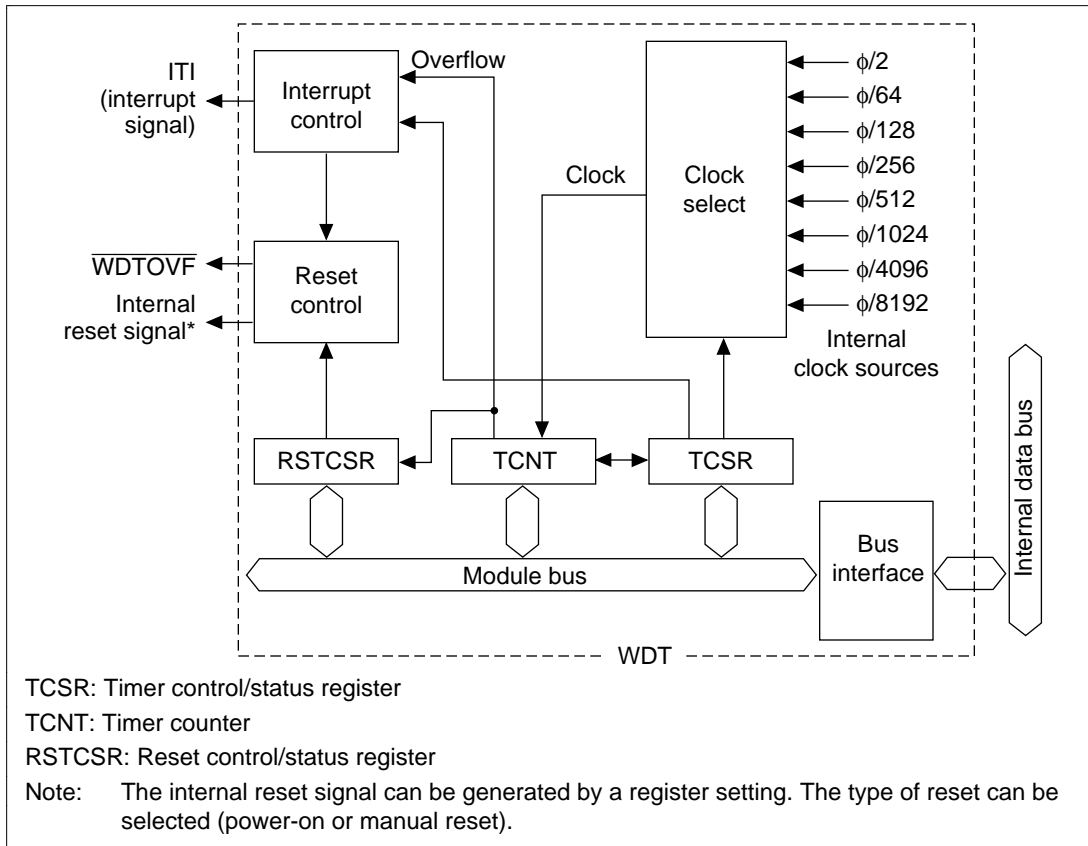 ITI
(interrupt
signal)
Interrupt
control
Overflow
Clock
Clock
select
ϕ/2
ϕ/64
ϕ/128
ϕ/256
ϕ/512
ϕ/1024
ϕ/4096
ϕ/8192
Internal
clock sources
WDTOVF
Internal
reset signal*
Reset
control
RSTCSR
TCNT
TCSR
Module bus
Bus
interface
Internal data bus
WDT
TCSR: Timer control/status register
TCNT: Timer counter
RSTCSR: Reset control/status register
Note: The internal reset signal can be generated by a register setting. The type of reset can be
selected (power-on or manual reset).